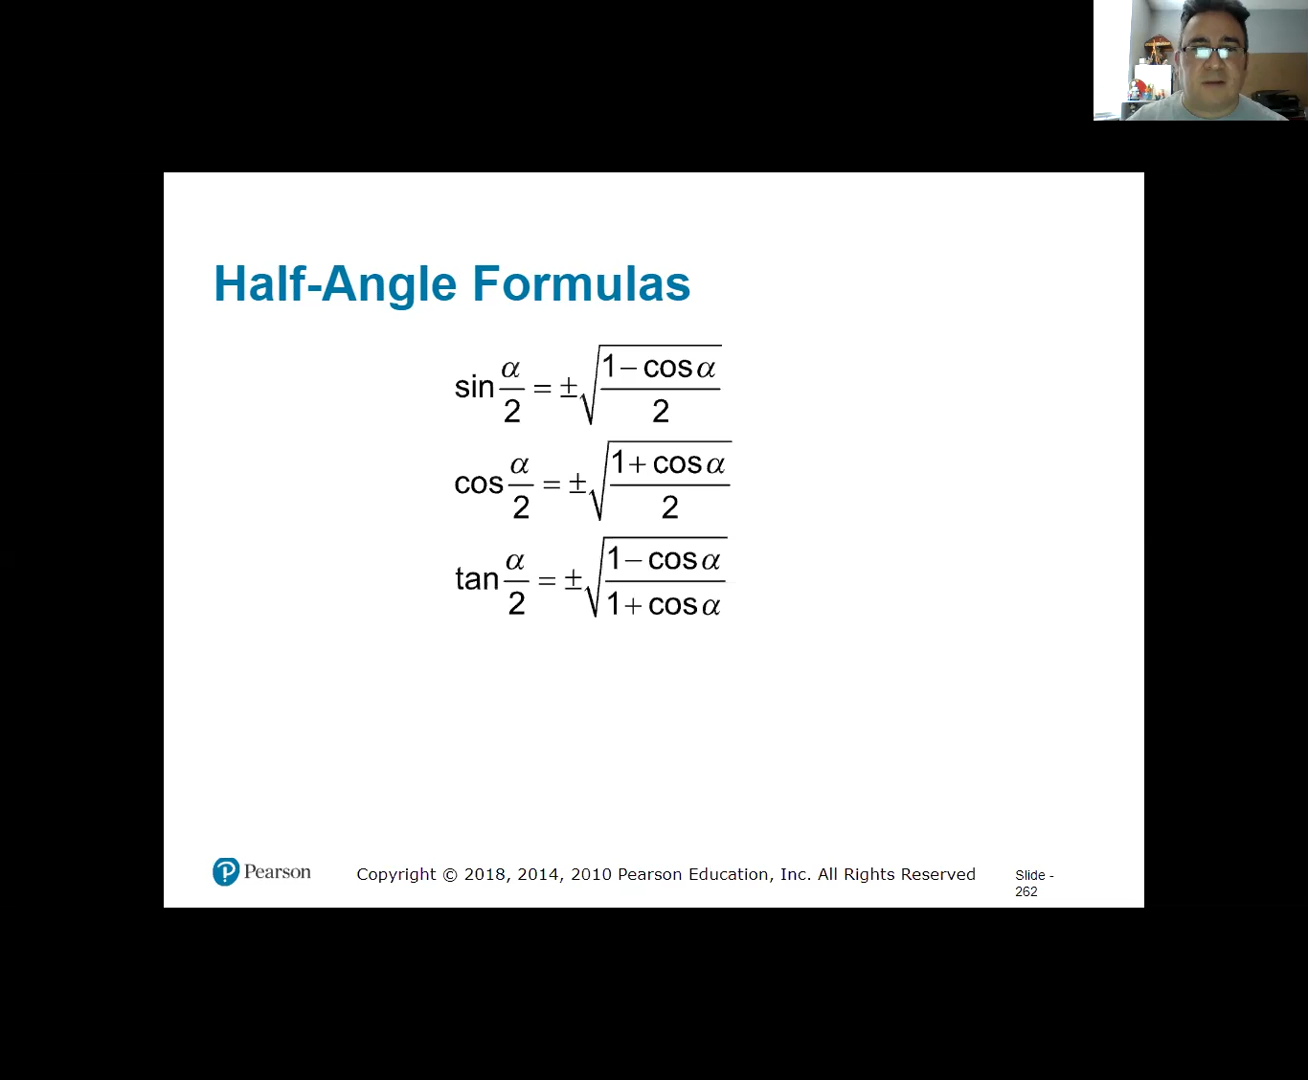 Half-Angle Formulas
sin α/2 = ±√((1 − cos α)/2)
cos α/2 = ±√((1 + cos α)/2)
tan α/2 = ±√((1 − cos α)/(1 + cos α))
Pearson
Copyright © 2018, 2014, 2010 Pearson Education, Inc. All Rights Reserved
Slide -
262